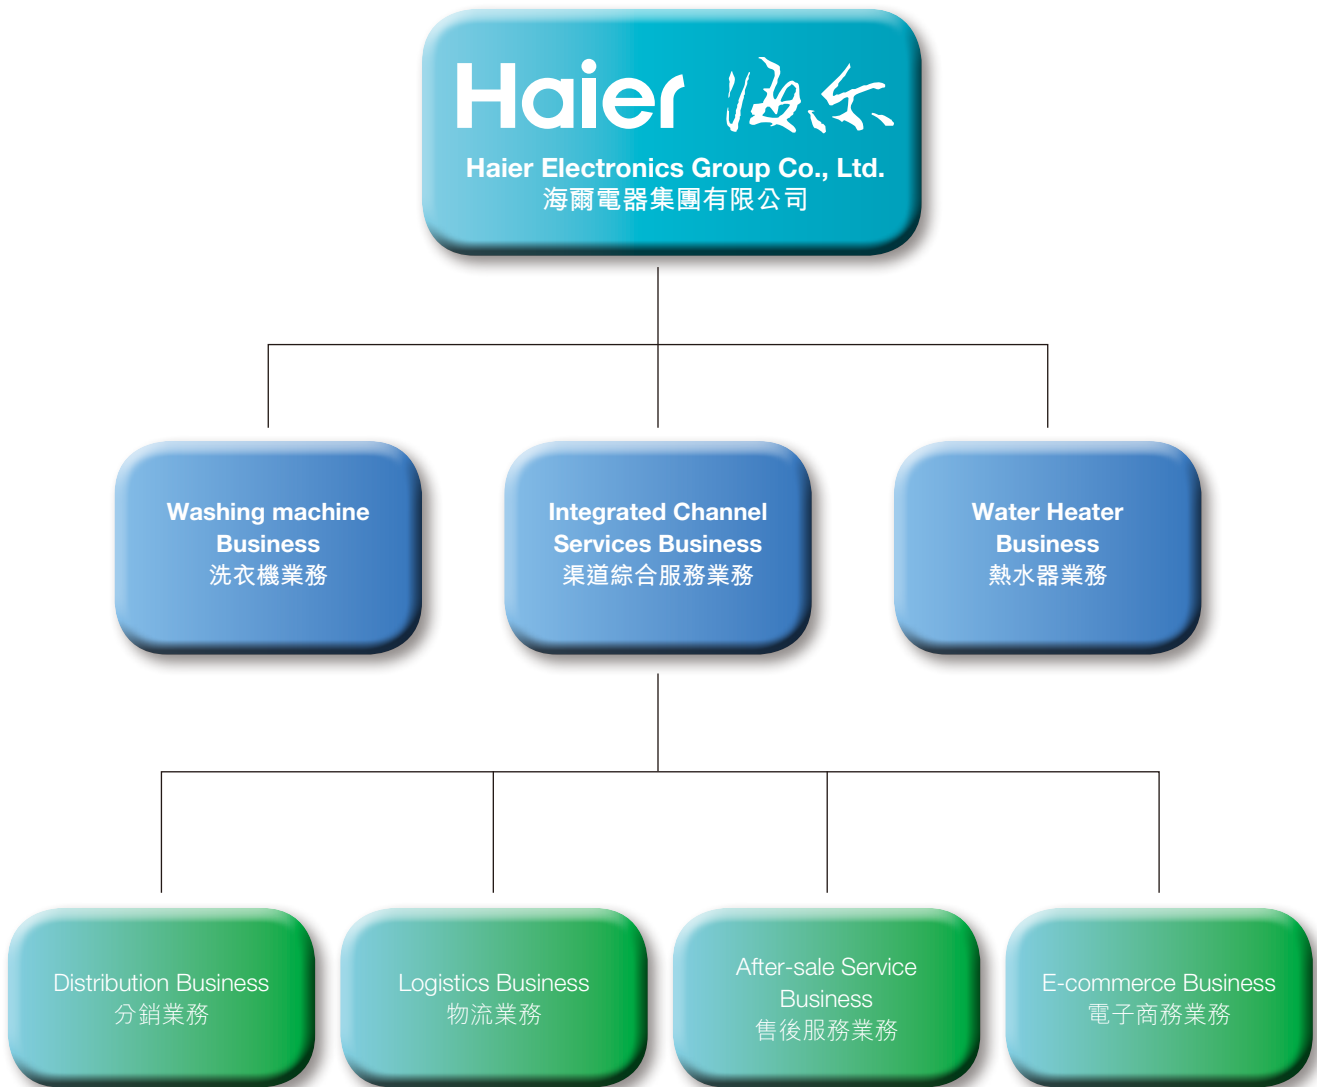 Haier 海尔
Haier Electronics Group Co., Ltd.
海爾電器集團有限公司
Washing machine
Business
洗衣機業務
Integrated Channel
Services Business
渠道綜合服務業務
Water Heater
Business
熱水器業務
Distribution Business
分銷業務
Logistics Business
物流業務
After-sale Service
Business
售後服務業務
E-commerce Business
電子商務業務